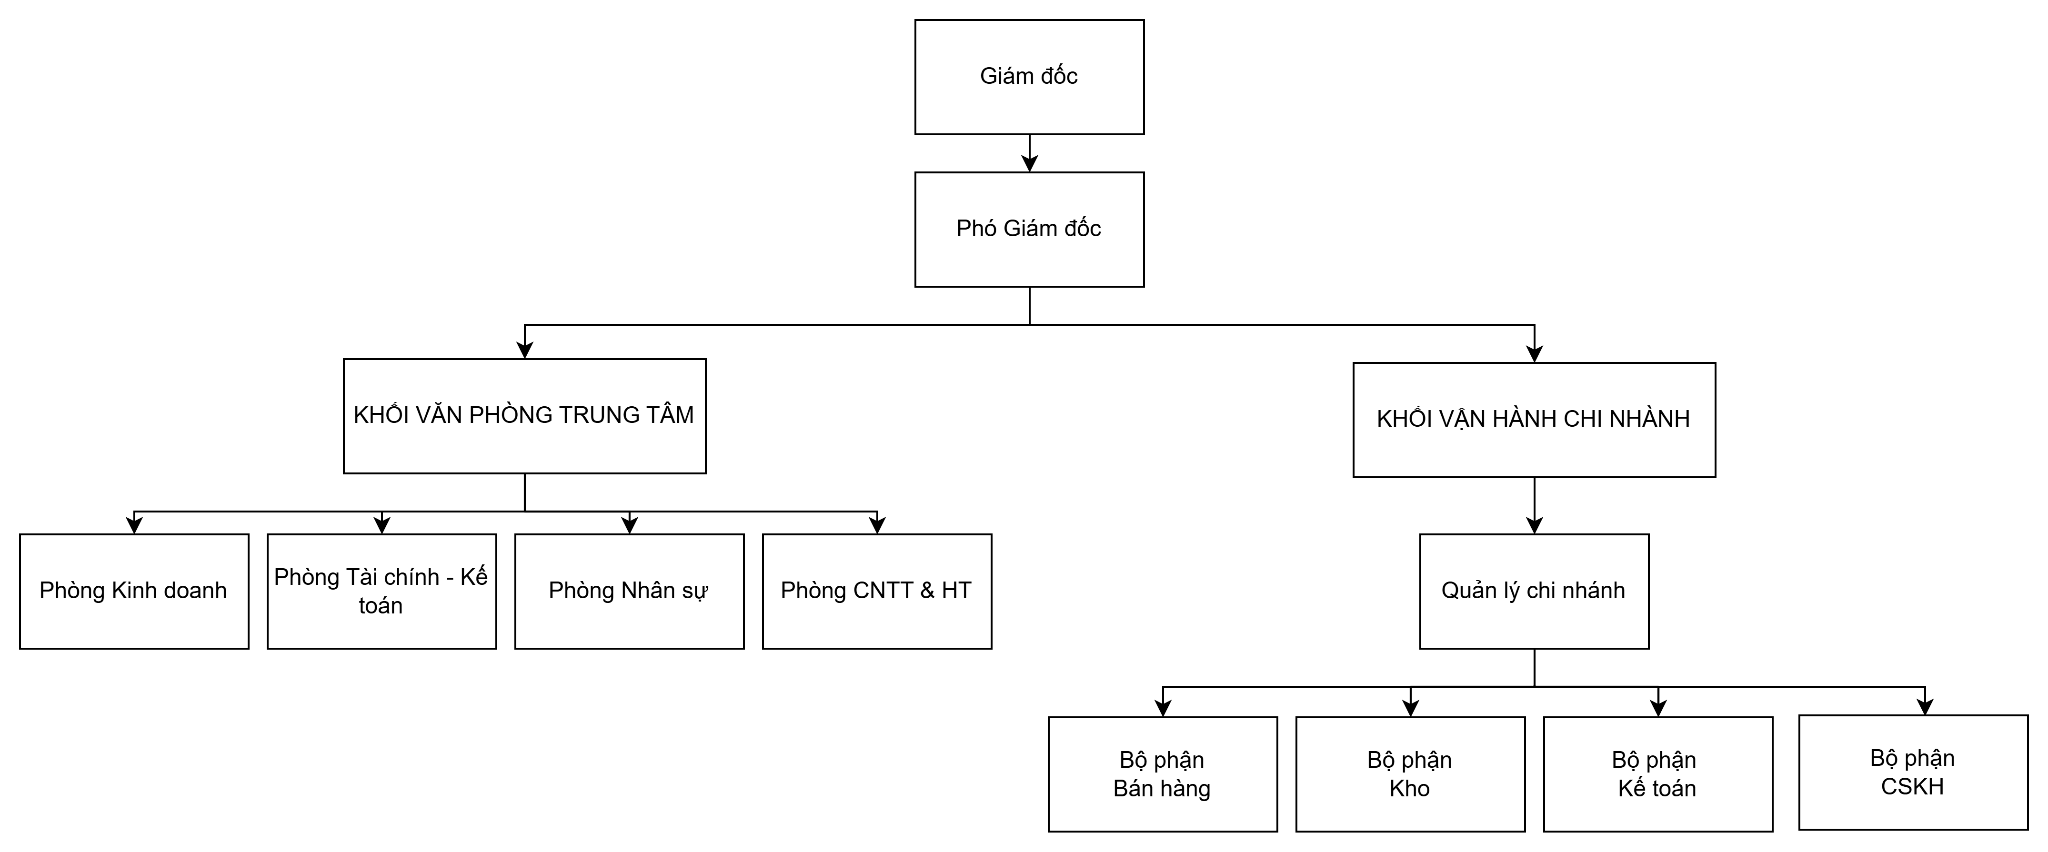 Giám đốc
Phó Giám đốc
KHỐI VĂN PHÒNG TRUNG TÂM
KHỐI VẬN HÀNH CHI NHÀNH
Phòng Kinh doanh
Phòng Tài chính - Kế
toán
Phòng Nhân sự
Phòng CNTT & HT
Quản lý chi nhánh
Bộ phận
Bán hàng
Bộ phận
Kho
Bộ phận
Kế toán
Bộ phận
CSKH